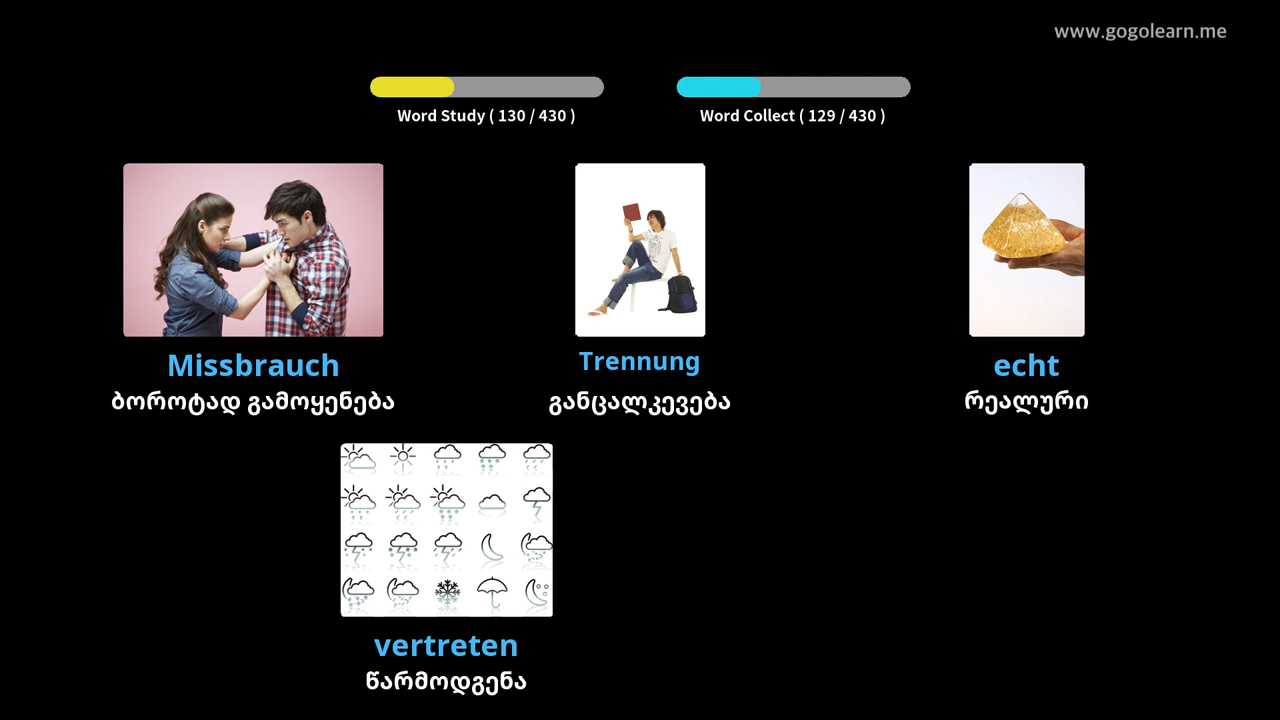 www.gogolearn.me
Word Study ( 130 / 430 )
Word Collect ( 129 / 430 )
Missbrauch
ბოროტად გამოყენება
Trennung
განცალკევება
echt
რეალური
vertreten
წარმოდგენა